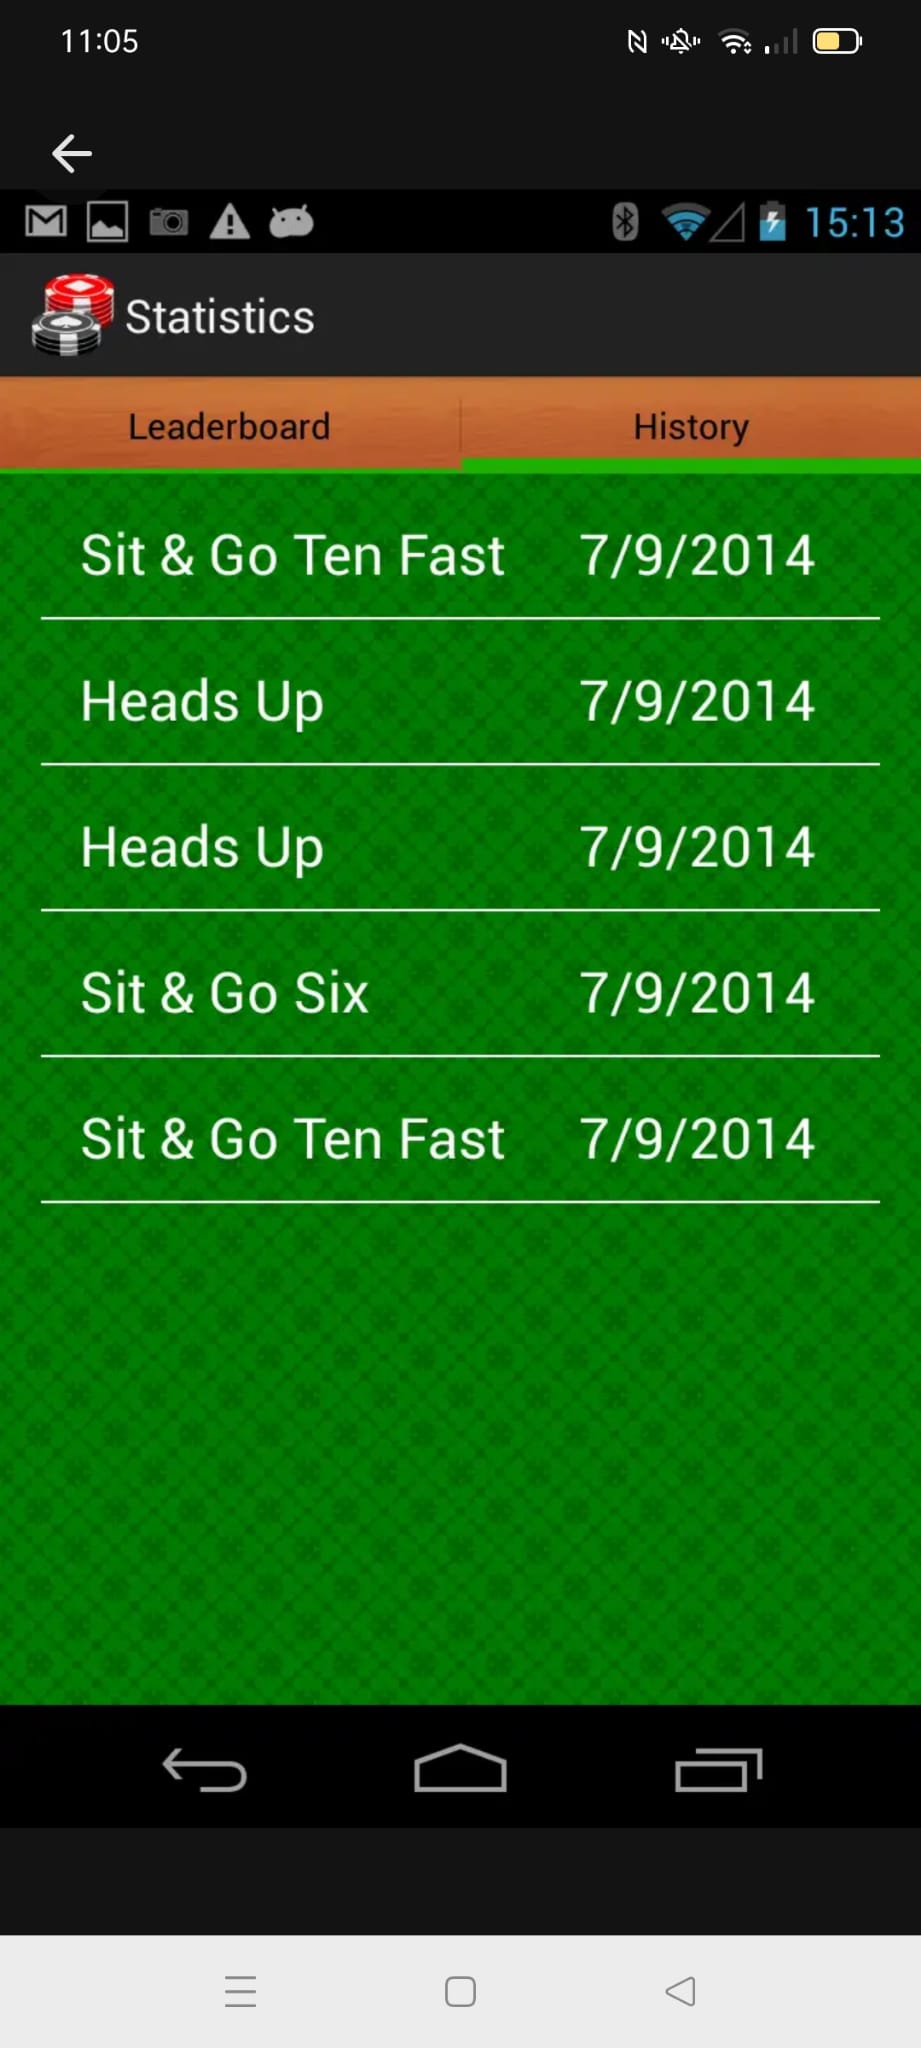 11:05
15:13
Statistics
Leaderboard History
Sit & Go Ten Fast 7/9/2014
Heads Up 7/9/2014
Heads Up 7/9/2014
Sit & Go Six 7/9/2014
Sit & Go Ten Fast 7/9/2014